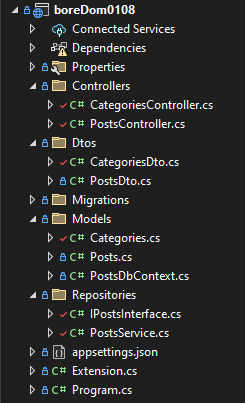 boreDom0108
Connected Services
Dependencies
Properties
Controllers
C# CategoriesController.cs
C# PostsController.cs
Dtos
C# CategoriesDto.cs
C# PostsDto.cs
Migrations
Models
C# Categories.cs
C# Posts.cs
C# PostsDbContext.cs
Repositories
C# IPostsInterface.cs
C# PostsService.cs
appsettings.json
C# Extension.cs
C# Program.cs